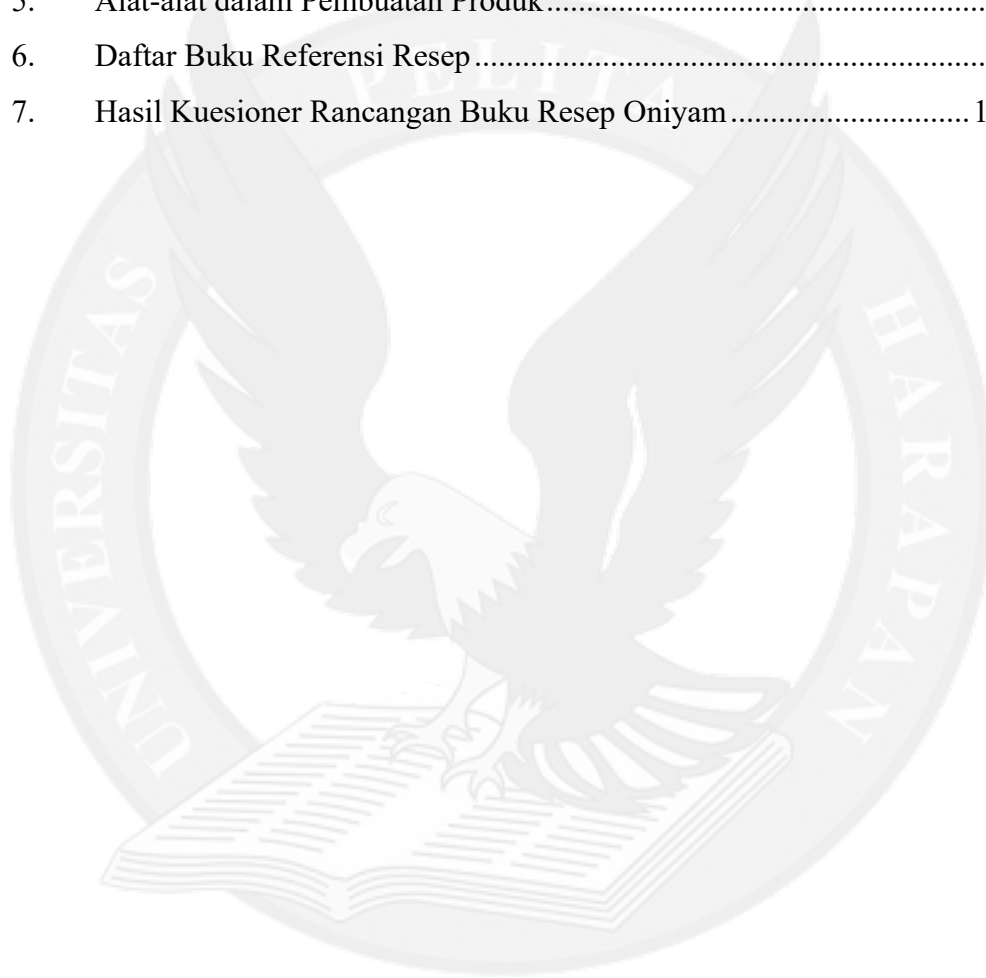 5. Alat-alat dalam Pembuatan Produk........................................................
6. Daftar Buku Referensi Resep.................................................................
7. Hasil Kuesioner Rancangan Buku Resep Oniyam.............................. 1
UNIVERSITAS PELITA HARAPAN